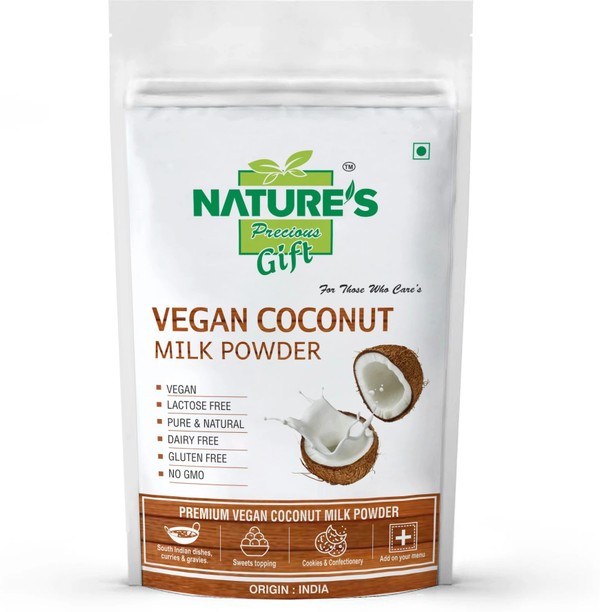 NATURE'S
TM
Precious
Gift
For Those Who Care's
VEGAN COCONUT
MILK POWDER
VEGAN
LACTOSE FREE
PURE & NATURAL
DAIRY FREE
GLUTEN FREE
NO GMO
PREMIUM VEGAN COCONUT MILK POWDER
South Indian dishes,
curries & gravies.
Sweets topping
Cookies & Confectionery
Add on your menu
ORIGIN : INDIA